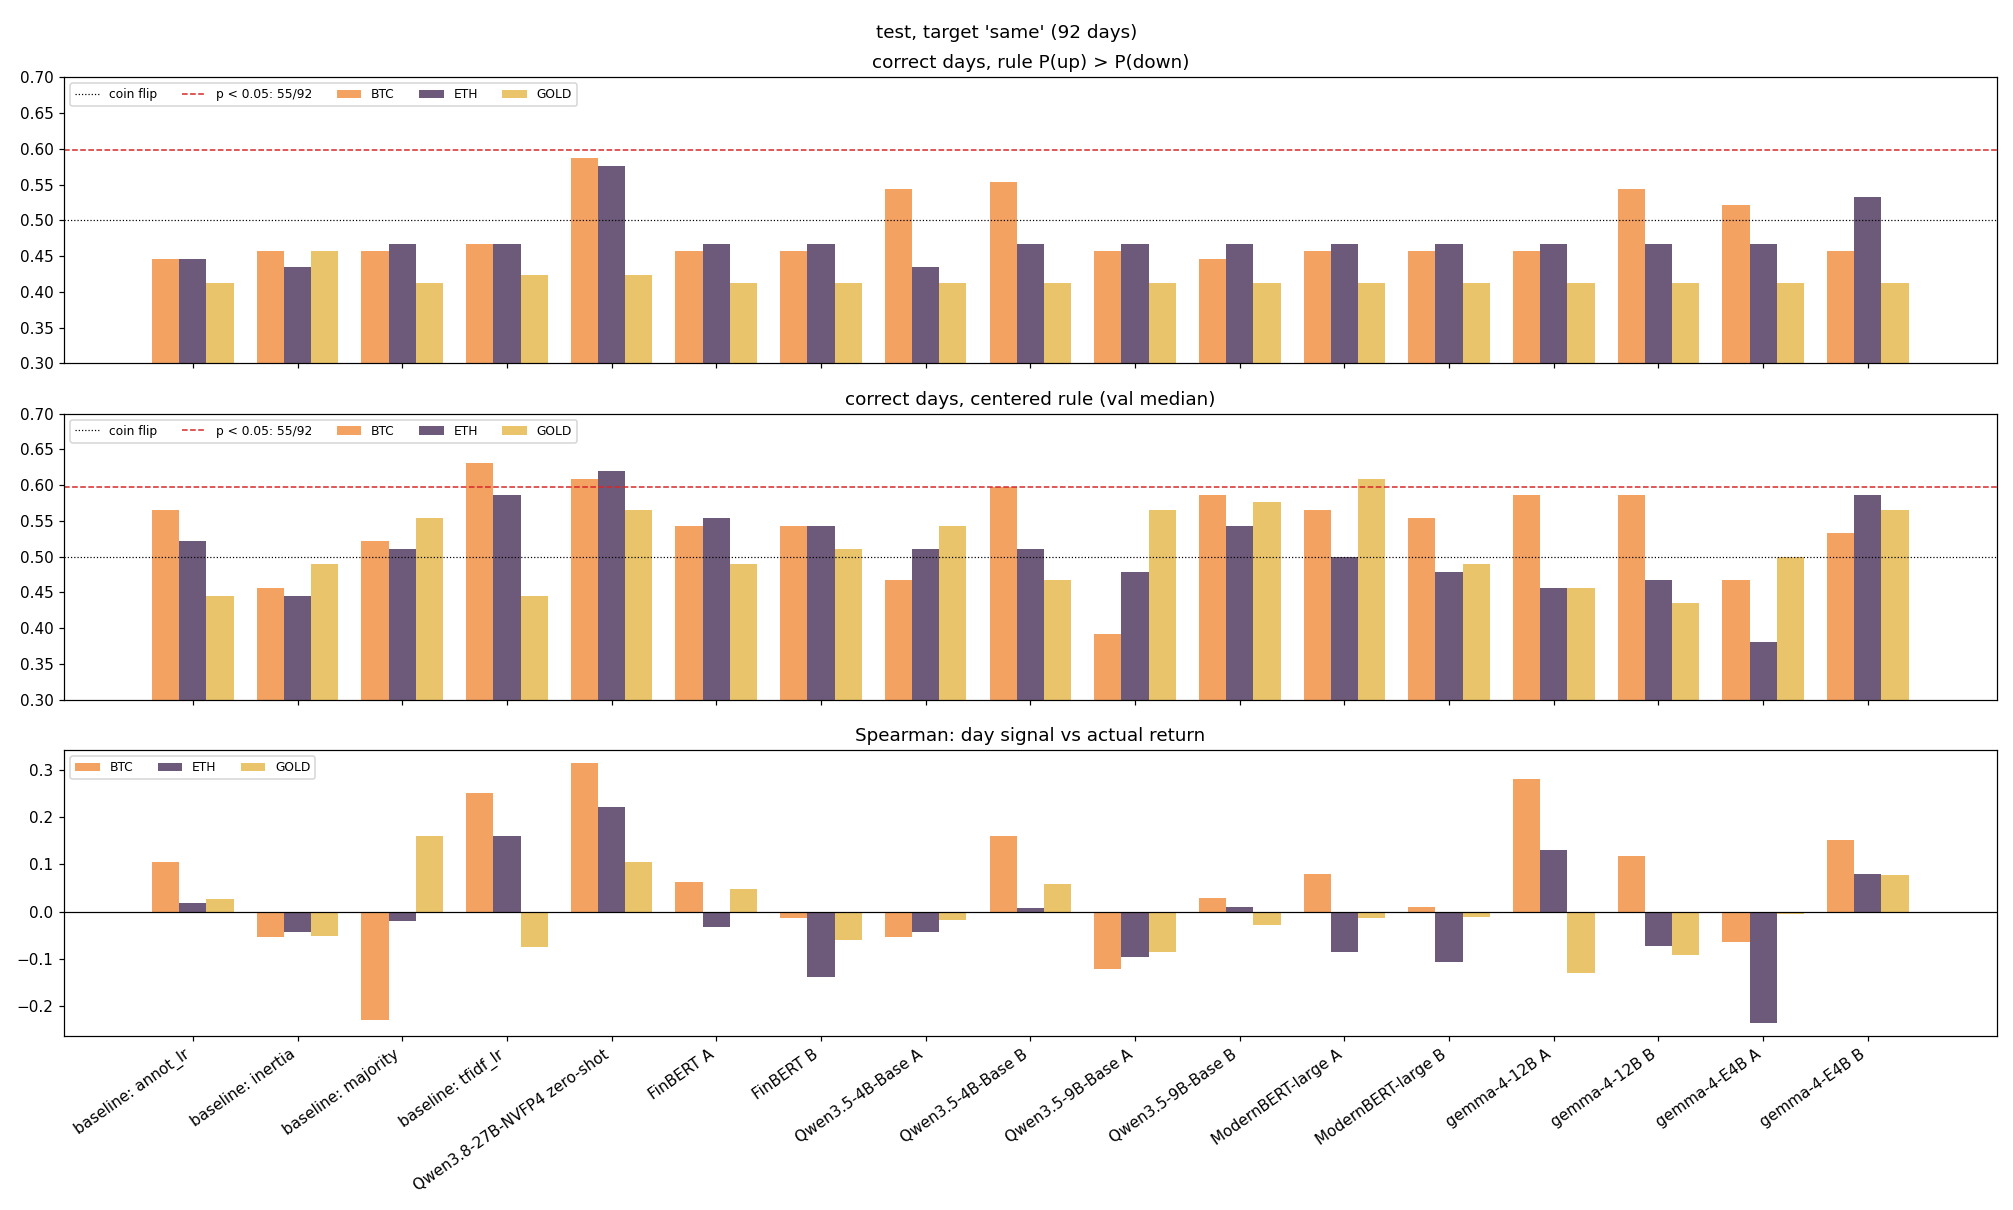 test, target 'same' (92 days)
correct days, rule P(up) > P(down)
coin flip p < 0.05: 55/92 BTC ETH GOLD
0.70
0.65
0.60
0.55
0.50
0.45
0.40
0.35
0.30
correct days, centered rule (val median)
coin flip p < 0.05: 55/92 BTC ETH GOLD
0.70
0.65
0.60
0.55
0.50
0.45
0.40
0.35
0.30
Spearman: day signal vs actual return
BTC ETH GOLD
0.3
0.2
0.1
0.0
−0.1
−0.2
baseline: annot_lr
baseline: inertia
baseline: majority
baseline: tfidf_lr
Qwen3.8-27B-NVFP4 zero-shot
FinBERT A
FinBERT B
Qwen3.5-4B-Base A
Qwen3.5-4B-Base B
Qwen3.5-9B-Base A
Qwen3.5-9B-Base B
ModernBERT-large A
ModernBERT-large B
gemma-4-12B A
gemma-4-12B B
gemma-4-E4B A
gemma-4-E4B B